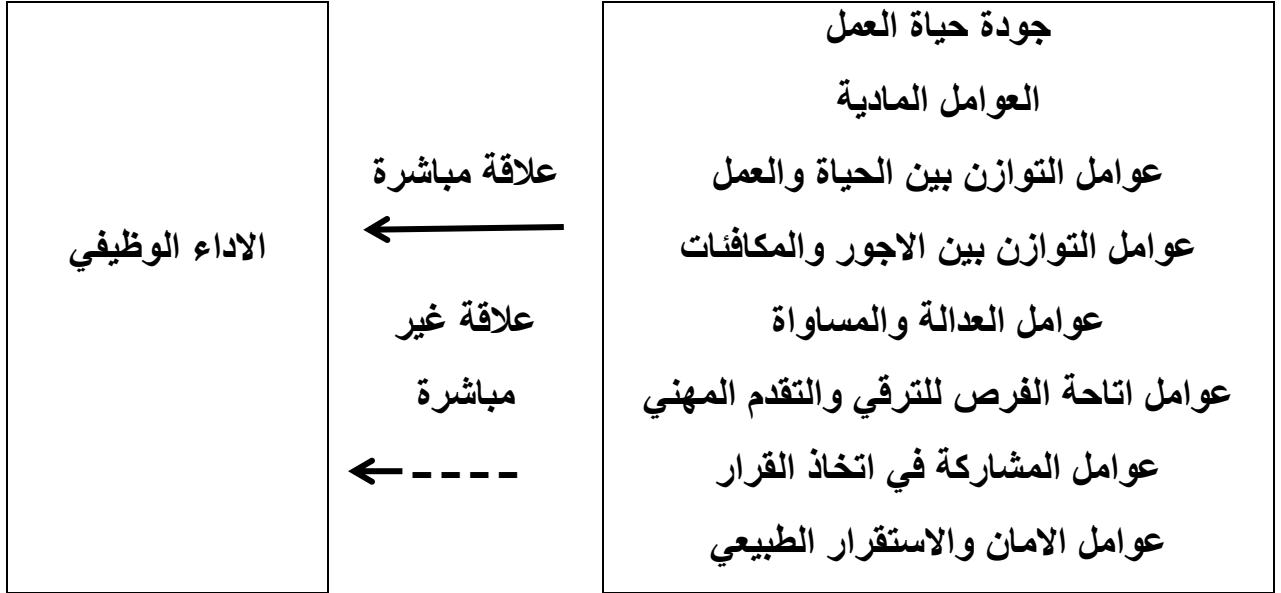 جودة حياة العمل
العوامل المادية
عوامل التوازن بين الحياة والعمل
عوامل التوازن بين الاجور والمكافئات
عوامل العدالة والمساواة
عوامل اتاحة الفرص للترقي والتقدم المهني
عوامل المشاركة في اتخاذ القرار
عوامل الامان والاستقرار الطبيعي
علاقة مباشرة
علاقة غير
مباشرة
الاداء الوظيفي